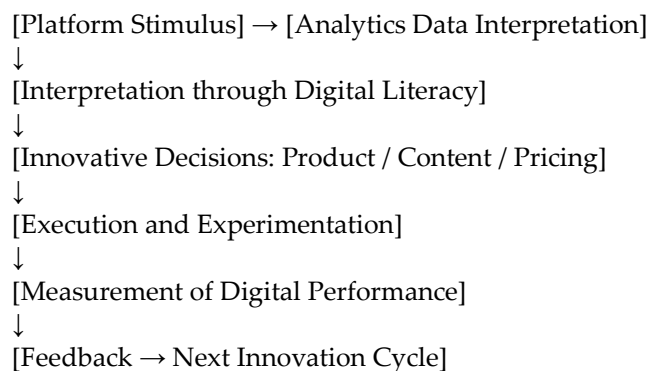 [Platform Stimulus] → [Analytics Data Interpretation]
↓
[Interpretation through Digital Literacy]
↓
[Innovative Decisions: Product / Content / Pricing]
↓
[Execution and Experimentation]
↓
[Measurement of Digital Performance]
↓
[Feedback → Next Innovation Cycle]